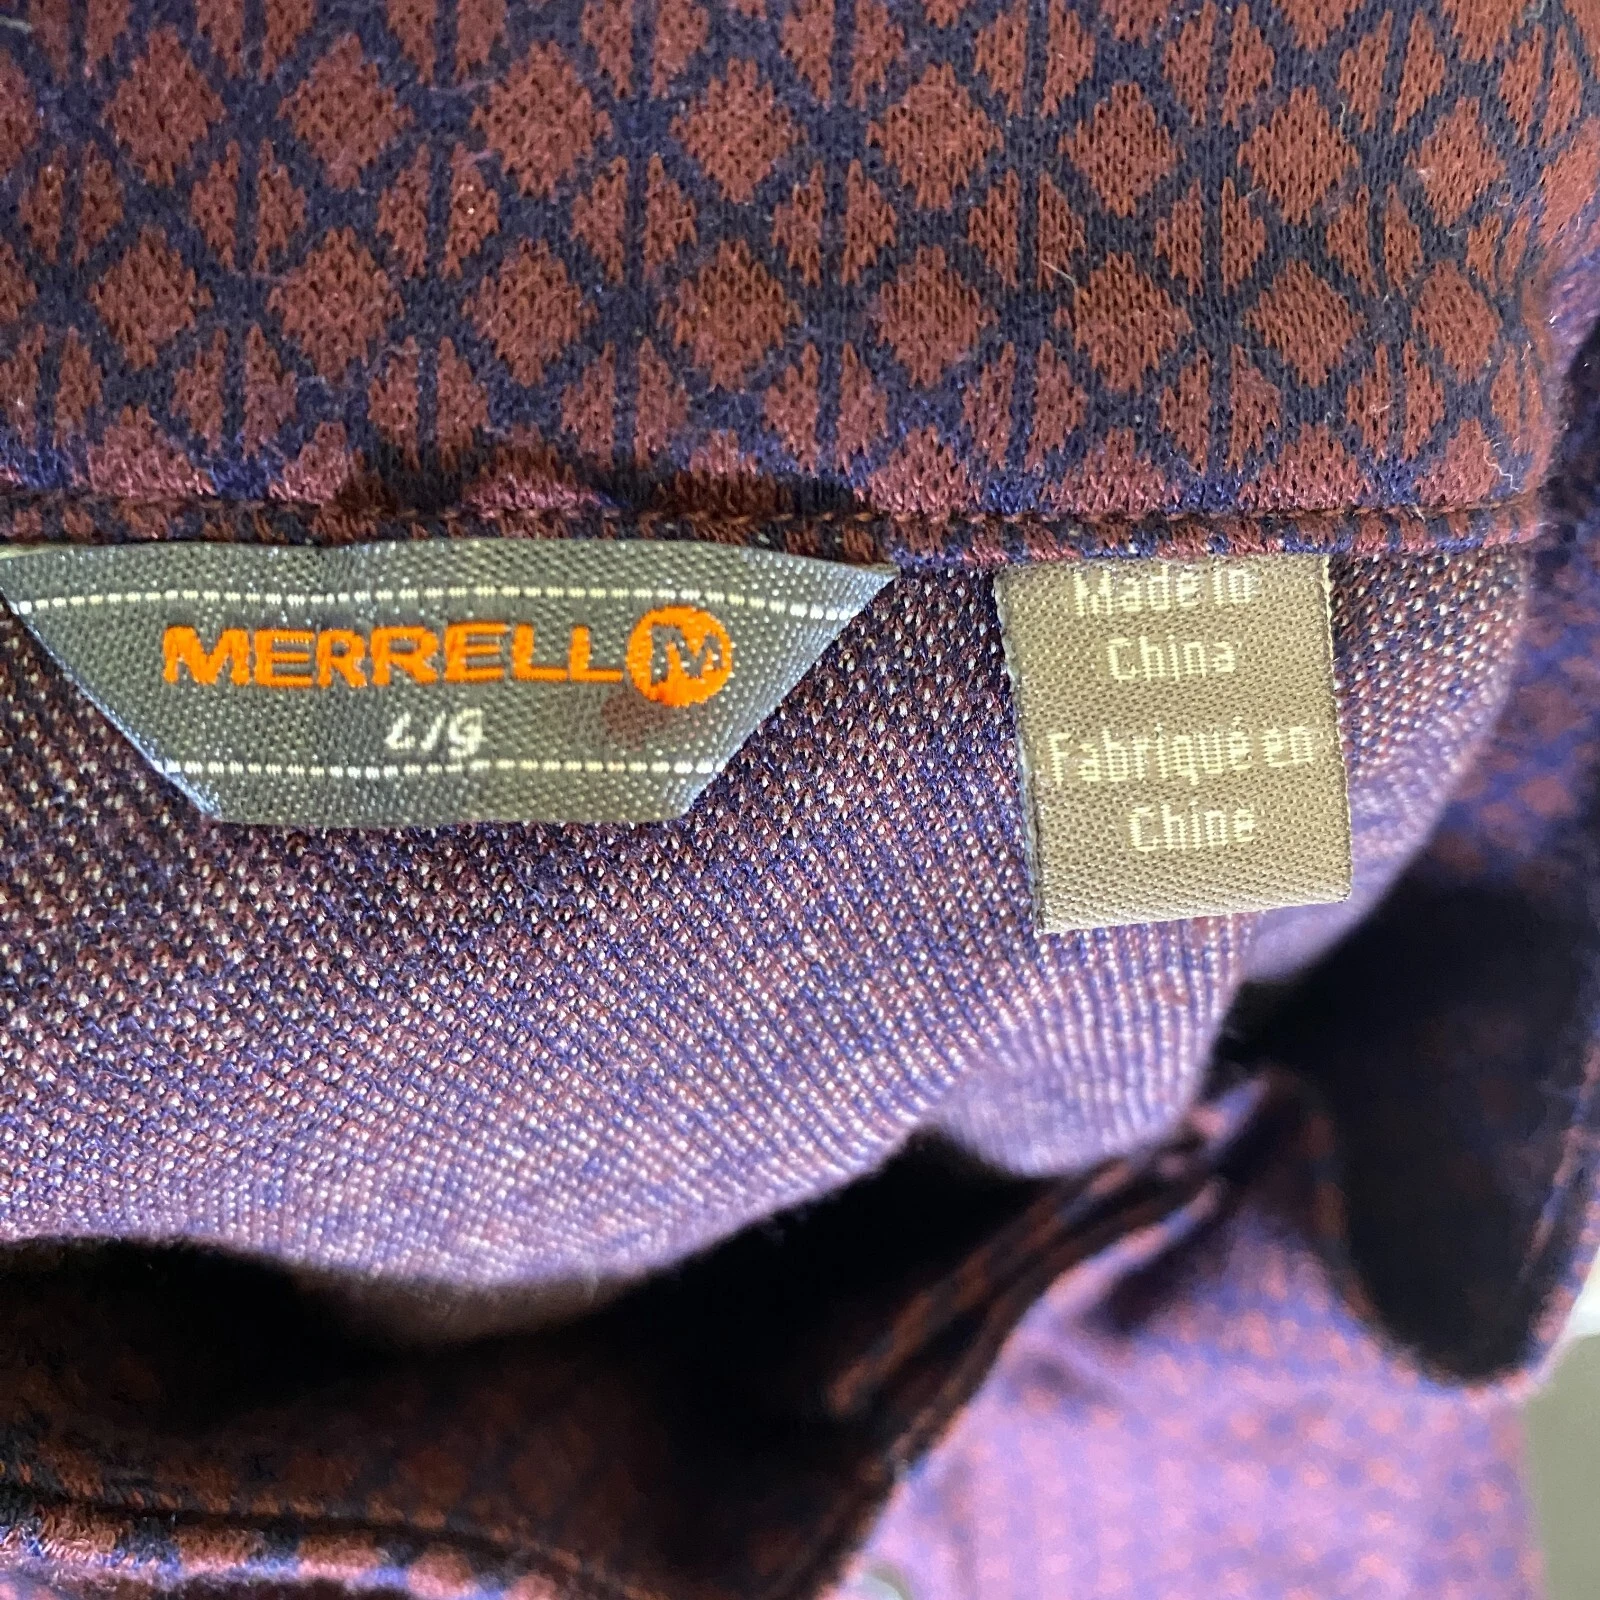 MERRELL M
L/G
Made in
China
Fabriqué en
Chine